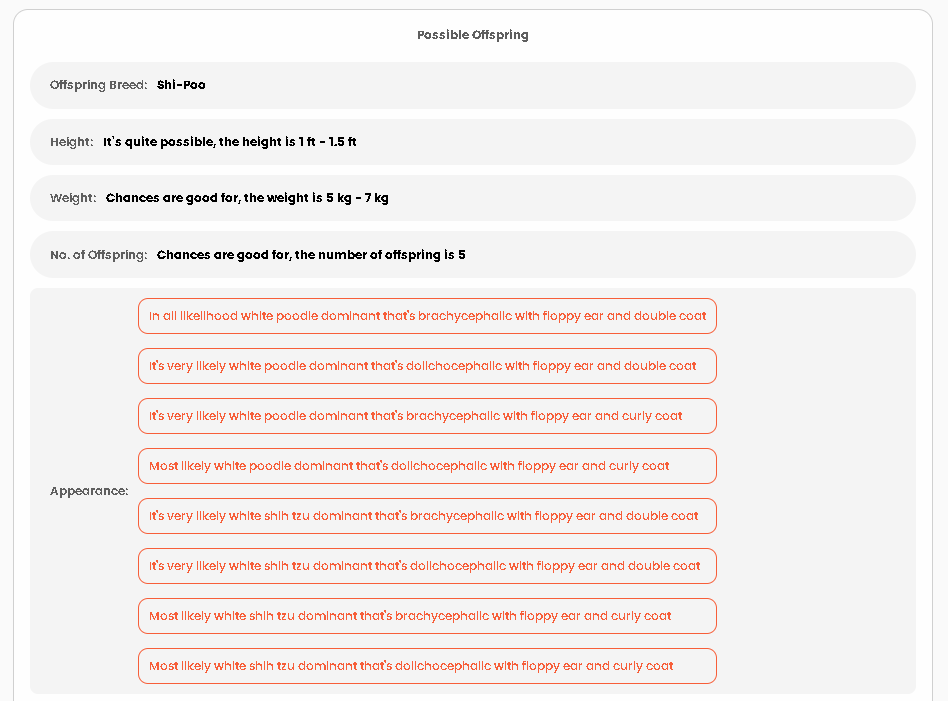 Possible Offspring
Offspring Breed: Shi-Poo
Height: It's quite possible, the height is 1 ft - 1.5 ft
Weight: Chances are good for, the weight is 5 kg - 7 kg
No. of Offspring: Chances are good for, the number of offspring is 5
Appearance:
In all likelihood white poodle dominant that's brachycephalic with floppy ear and double coat
It's very likely white poodle dominant that's dolichocephalic with floppy ear and double coat
It's very likely white poodle dominant that's brachycephalic with floppy ear and curly coat
Most likely white poodle dominant that's dolichocephalic with floppy ear and curly coat
It's very likely white shih tzu dominant that's brachycephalic with floppy ear and double coat
It's very likely white shih tzu dominant that's dolichocephalic with floppy ear and double coat
Most likely white shih tzu dominant that's brachycephalic with floppy ear and curly coat
Most likely white shih tzu dominant that's dolichocephalic with floppy ear and curly coat